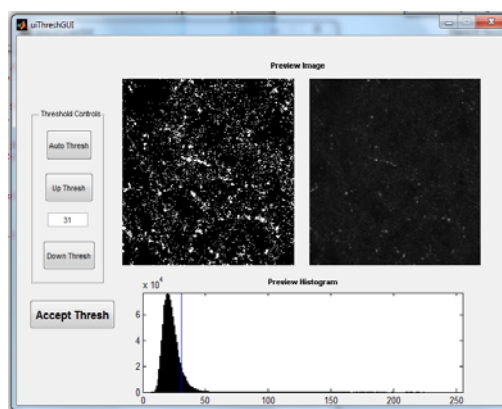 uiThreshGUI
Preview Image
Threshold Controls
Auto Thresh
Up Thresh
31
Down Thresh
Accept Thresh
Preview Histogram
x 10⁴
6
4
2
0
0 50 100 150 200 250